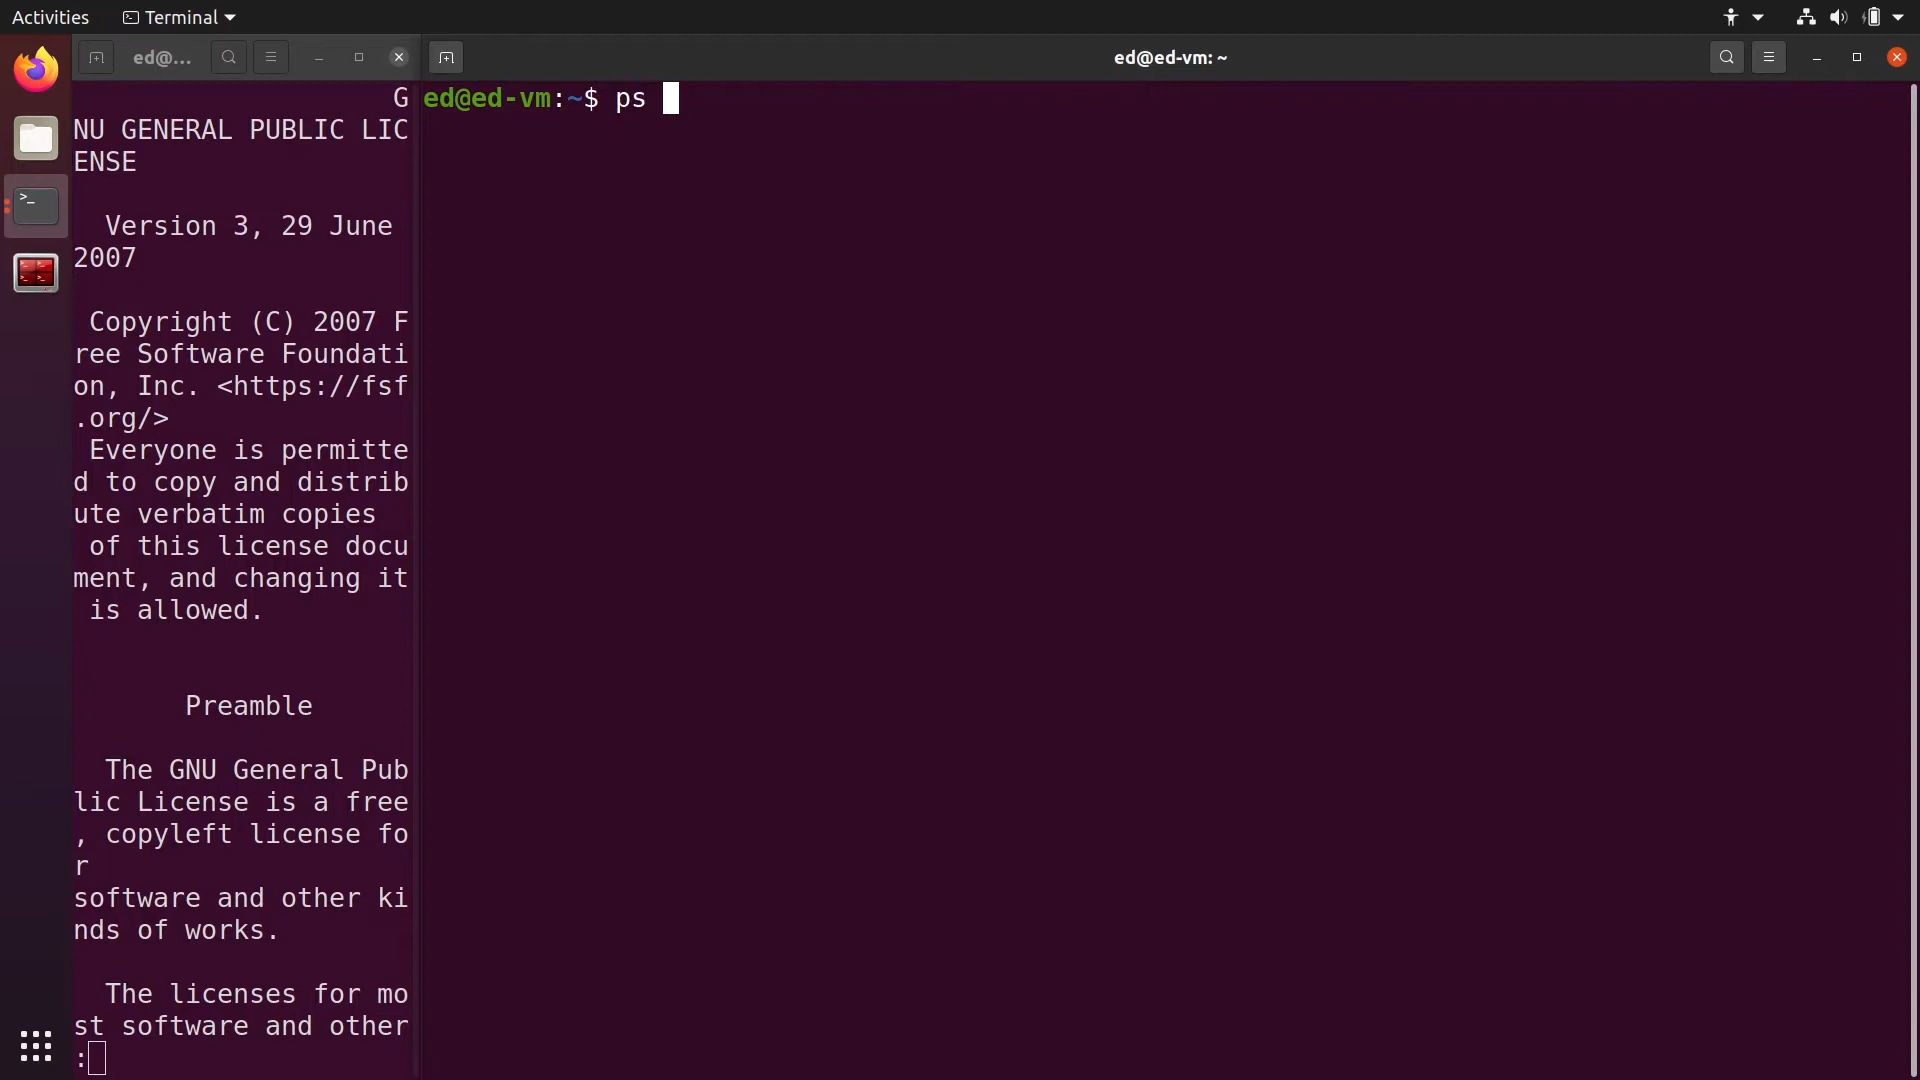 Activities
Terminal
ed@...
ed@ed-vm: ~
G
NU GENERAL PUBLIC LIC
ENSE
Version 3, 29 June
2007
Copyright (C) 2007 F
ree Software Foundati
on, Inc. <https://fsf
.org/>
Everyone is permitte
d to copy and distrib
ute verbatim copies
of this license docu
ment, and changing it
is allowed.
Preamble
The GNU General Pub
lic License is a free
, copyleft license fo
r
software and other ki
nds of works.
The licenses for mo
st software and other
:
ed@ed-vm:~$ ps